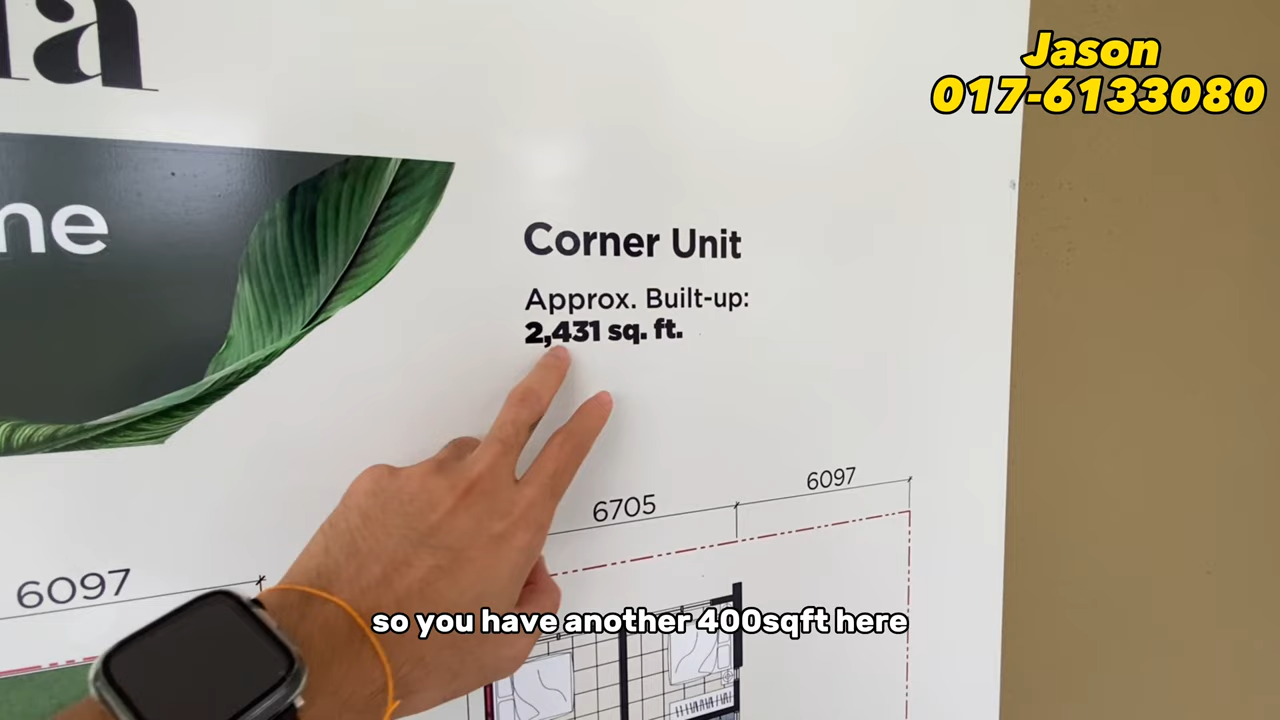 Jason
017-6133080
Corner Unit
Approx. Built-up:
2,431 sq. ft.
6705
6097
6097
so you have another 400sqft here